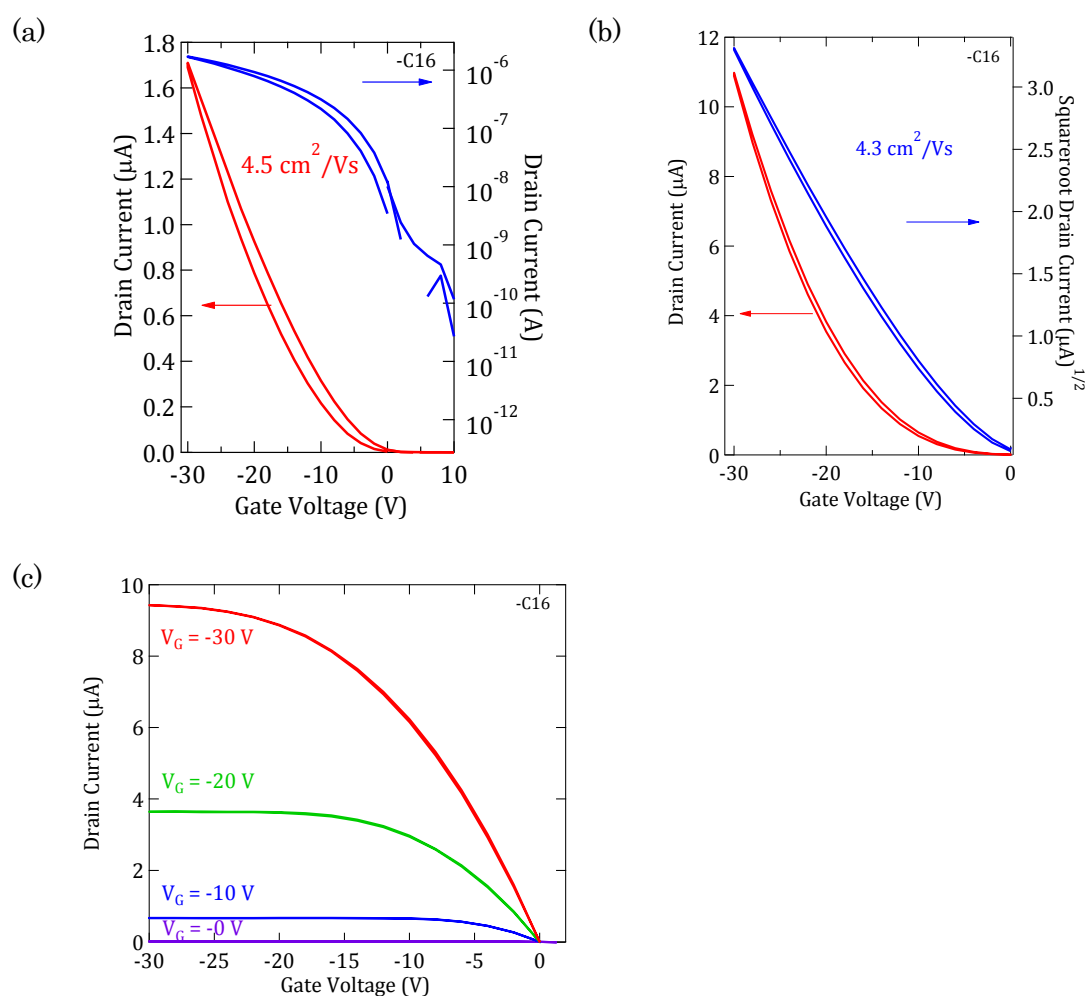 (a)
1.8
1.6
1.4
1.2
1.0
0.8
0.6
0.4
0.2
0.0
Drain Current (μA)
-C16
4.5 cm²/Vs
10⁻⁶
10⁻⁷
10⁻⁸
10⁻⁹
10⁻¹⁰
10⁻¹¹
10⁻¹²
Drain Current (A)
-30 -20 -10 0 10
Gate Voltage (V)
(b)
12
10
8
6
4
2
0
Drain Current (μA)
-C16
4.3 cm²/Vs
3.0
2.5
2.0
1.5
1.0
0.5
Squareroot Drain Current (μA)¹/²
-30 -20 -10 0
Gate Voltage (V)
(c)
10
8
6
4
2
0
Drain Current (μA)
-C16
V_G = -30 V
V_G = -20 V
V_G = -10 V
V_G = -0 V
-30 -25 -20 -15 -10 -5 0
Gate Voltage (V)